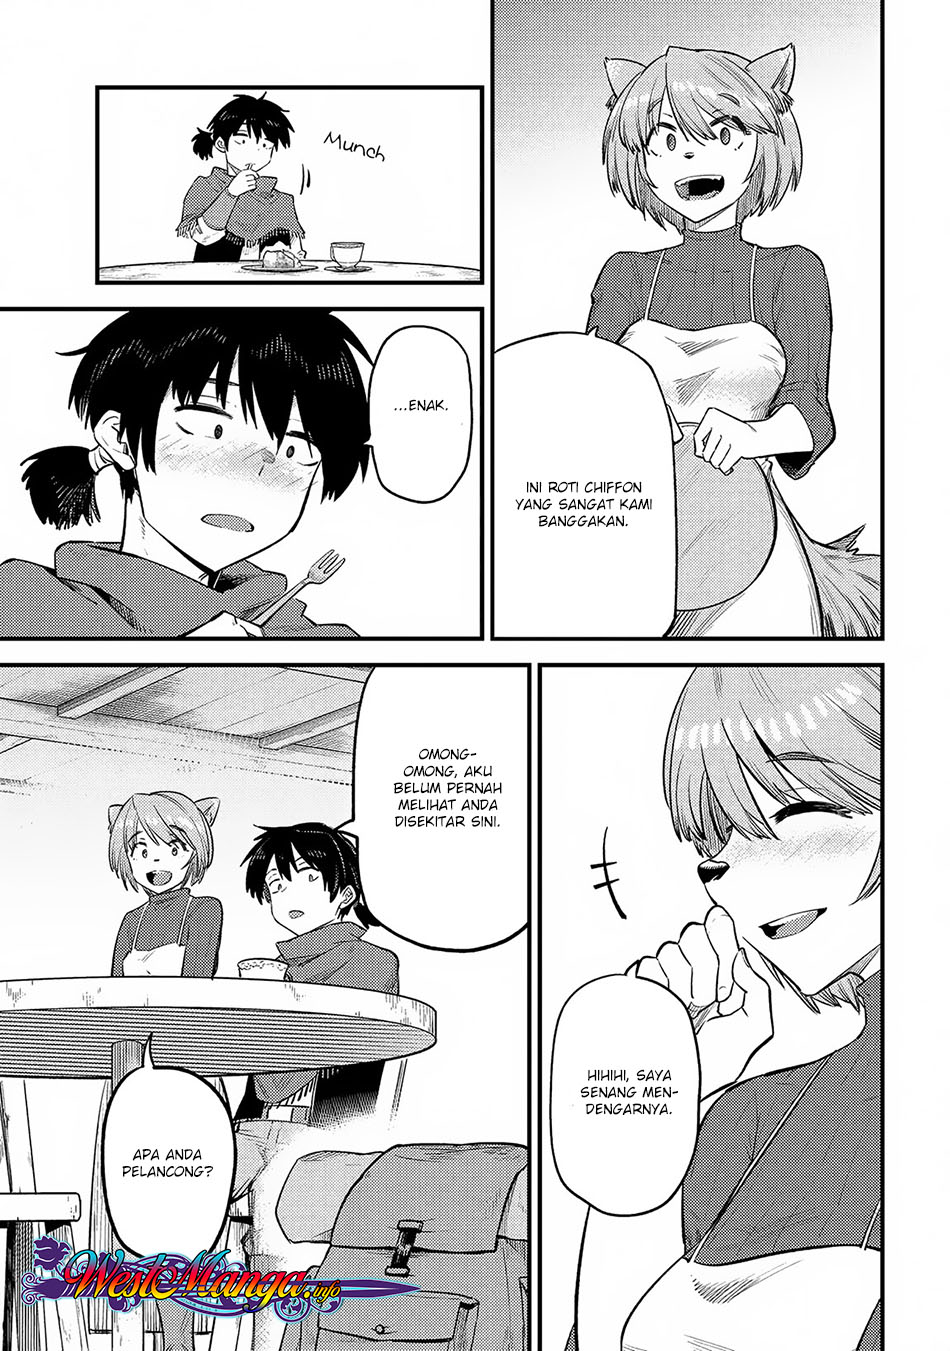 INI ROTI CHIFFON
YANG SANGAT KAMI
BANGGAKAN.
Munch
...ENAK.
HIHIHI, SAYA
SENANG MEN-
DENGARNYA.
OMONG-
OMONG, AKU
BELUM PERNAH
MELIHAT ANDA
DISEKITAR SINI.
APA ANDA
PELANCONG?
WestManga.info